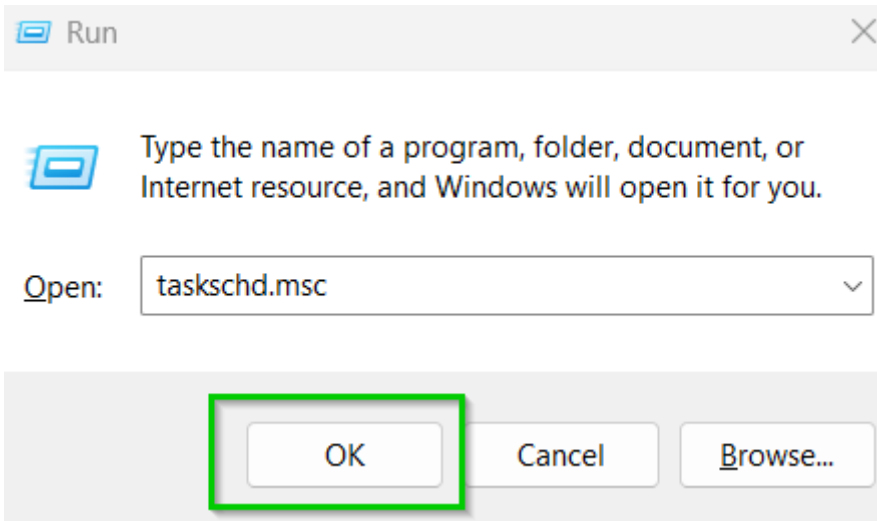 Run
Type the name of a program, folder, document, or
Internet resource, and Windows will open it for you.
Open: taskschd.msc
OK Cancel Browse...